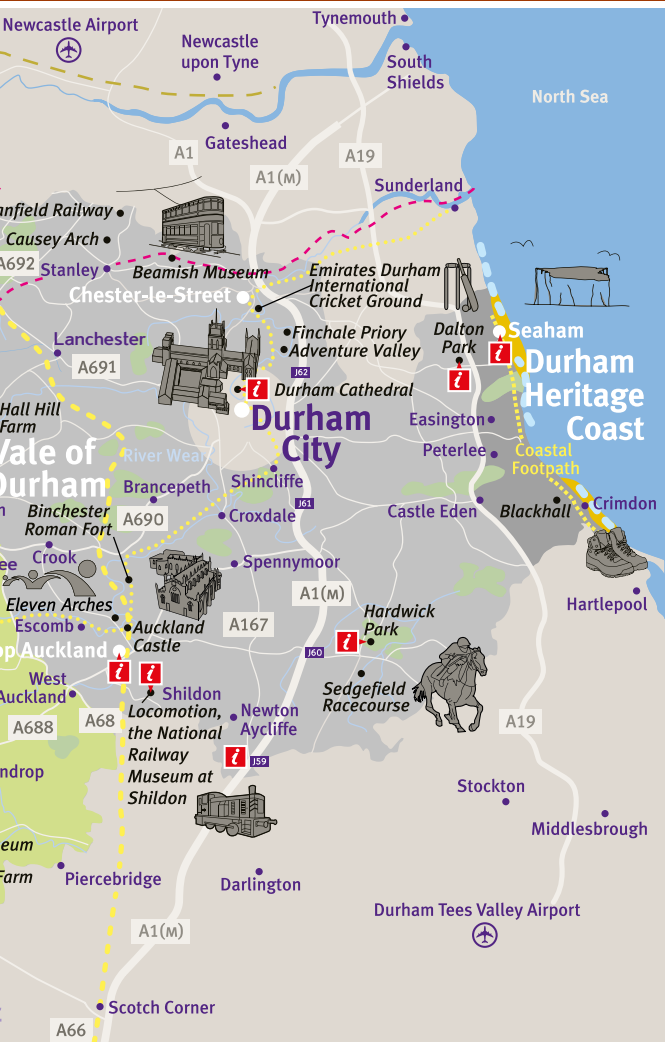 Newcastle Airport
Tynemouth
Newcastle
upon Tyne
South
Shields
North Sea
Gateshead
A1
A1(M)
A19
Sunderland
anfield Railway
Causey Arch
A692
Stanley
Beamish Museum
Chester-le-Street
Emirates Durham
International
Cricket Ground
Finchale Priory
Adventure Valley
Dalton
Park
i
Seaham
i
Lanchester
A691
J62
i
Durham Cathedral
Durham
Heritage
Coast
Hall Hill
Farm
Durham
City
Easington
Vale of
Durham
River Wear
Peterlee
Coastal
Footpath
Shincliffe
Brancepeth
J61
Castle Eden
Blackhall
Crimdon
n
Binchester
Roman Fort
A690
Croxdale
Crook
ee
Spennymoor
Eleven Arches
A1(M)
Hartlepool
Escomb
Auckland
Castle
A167
Hardwick
Park
i
op Auckland
i
i
J60
West
Auckland
Shildon
Sedgefield
Racecourse
A688
A68
Locomotion,
the National
Railway
Museum at
Shildon
Newton
Aycliffe
A19
i
J59
ndrop
Stockton
Middlesbrough
eum
Farm
Piercebridge
Darlington
Durham Tees Valley Airport
A1(M)
Scotch Corner
A66